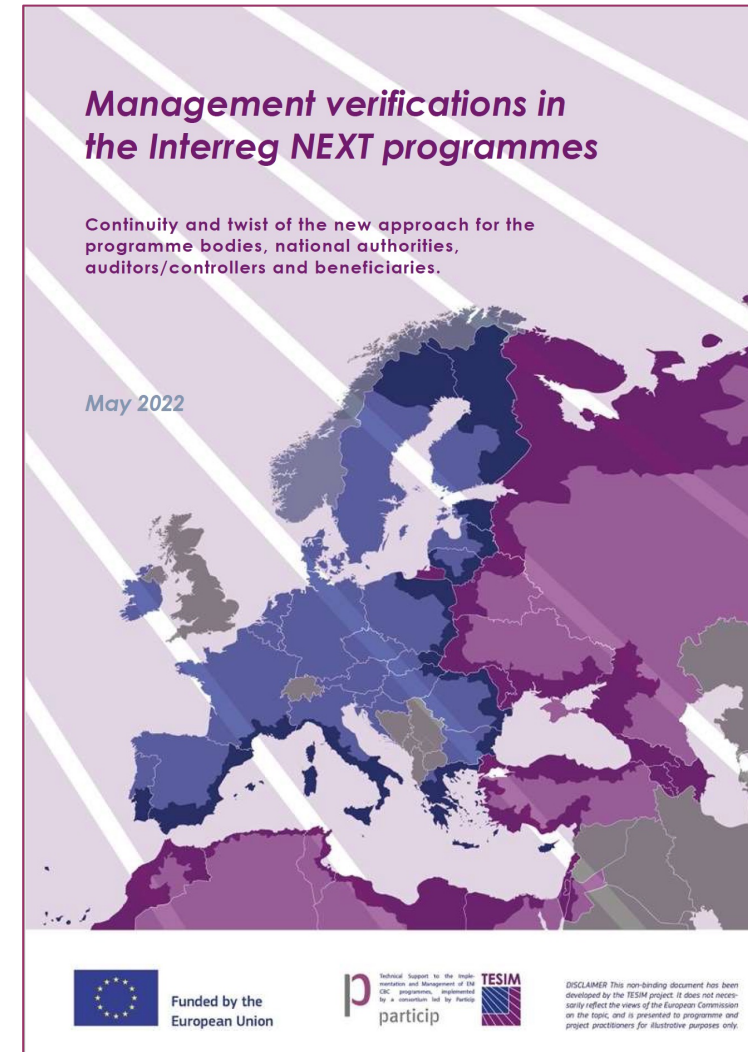 Management verifications in
the Interreg NEXT programmes
Continuity and twist of the new approach for the
programme bodies, national authorities,
auditors/controllers and beneficiaries.
May 2022
Funded by the
European Union
Technical Support to the Imple-
mentation and Management of ENI
CBC programmes, implemented
by a consortium led by Particip
particip
TESIM
DISCLAIMER This non-binding document has been
developed by the TESIM project. It does not neces-
sarily reflect the views of the European Commission
on the topic, and is presented to programme and
project practitioners for illustrative purposes only.